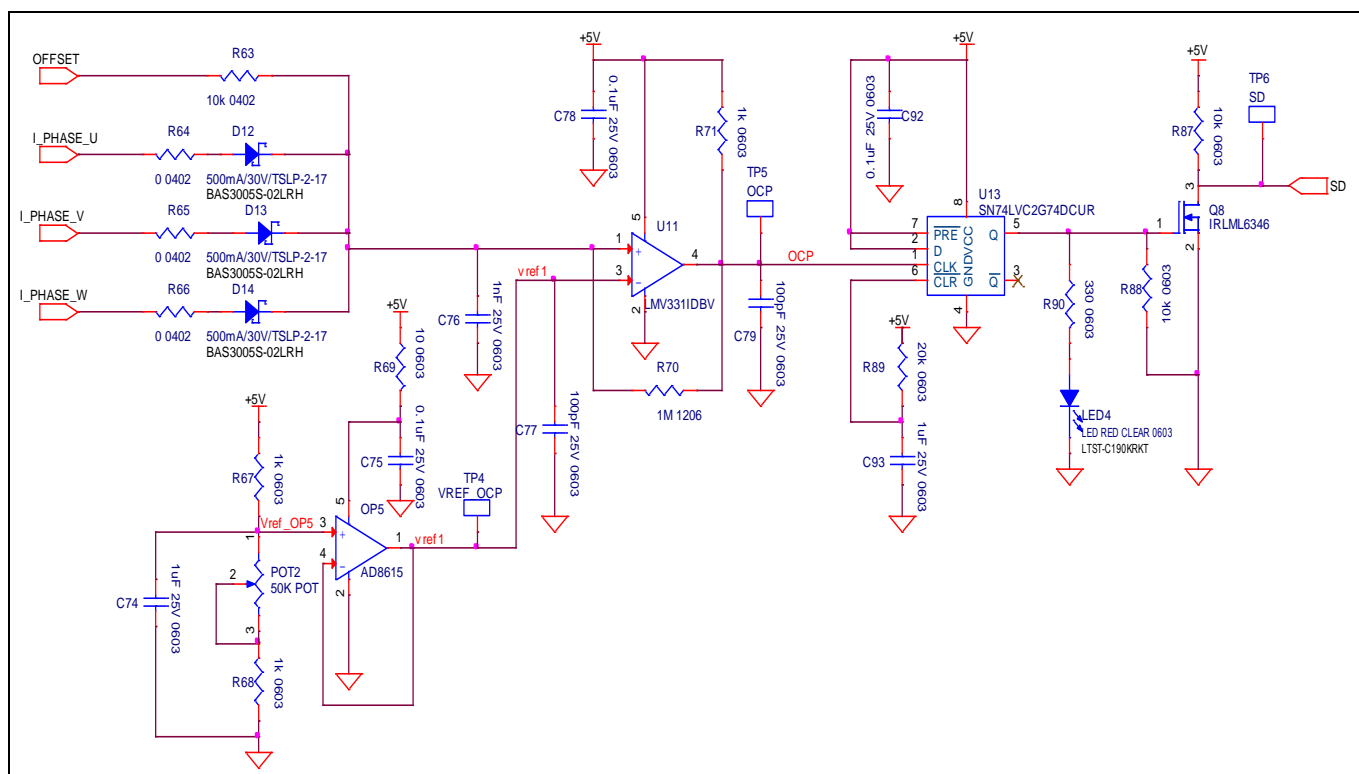 OFFSET
R63
10k 0402
I_PHASE_U
R64
D12
0 0402
500mA/30V/TSLP-2-17
BAS3005S-02LRH
I_PHASE_V
R65
D13
0 0402
500mA/30V/TSLP-2-17
BAS3005S-02LRH
I_PHASE_W
R66
D14
0 0402
500mA/30V/TSLP-2-17
BAS3005S-02LRH
+5V
R67
1k 0603
Vref_OP5
C74
1uF 25V 0603
1
2
3
POT2
50K POT
R68
1k 0603
+5V
R69
10 0603
C75
0.1uF 25V 0603
OP5
AD8615
3
4
5
1
2
+
-
vref1
TP4
VREF_OCP
vref1
C76
1nF 25V 0603
C77
100pF 25V 0603
+5V
C78
0.1uF 25V 0603
R71
1k 0603
U11
LMV331IDBV
1
3
5
4
2
+
-
R70
1M 1206
TP5
OCP
OCP
C79
100pF 25V 0603
+5V
C92
0.1uF 25V 0603
U13
SN74LVC2G74DCUR
8
7
2
1
6
5
3
4
PRE
D
CLK
CLR
GND
VCC
Q
Q
+5V
R89
20k 0603
C93
1uF 25V 0603
R90
330 0603
LED4
LED RED CLEAR 0603
LTST-C190KRKT
R88
10k 0603
+5V
R87
10k 0603
TP6
SD
SD
3
1
2
Q8
IRLML6346